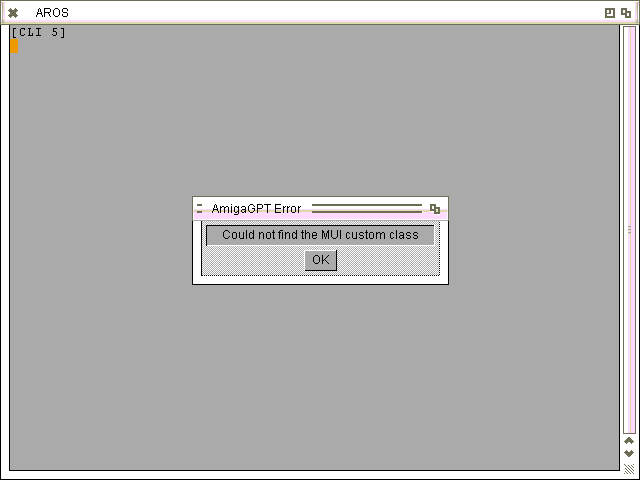 AROS
[CLI 5]
AmigaGPT Error
Could not find the MUI custom class
OK